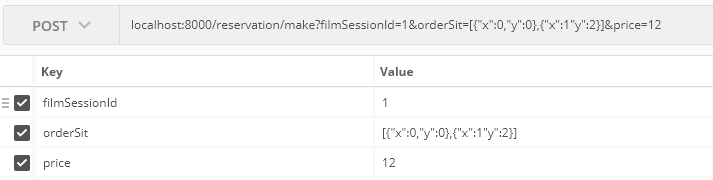 POST localhost:8000/reservation/make?filmSessionId=1&orderSit=[{"x":0,"y":0},{"x":1"y":2}]&price=12
Key Value
filmSessionId 1
orderSit [{"x":0,"y":0},{"x":1"y":2}]
price 12